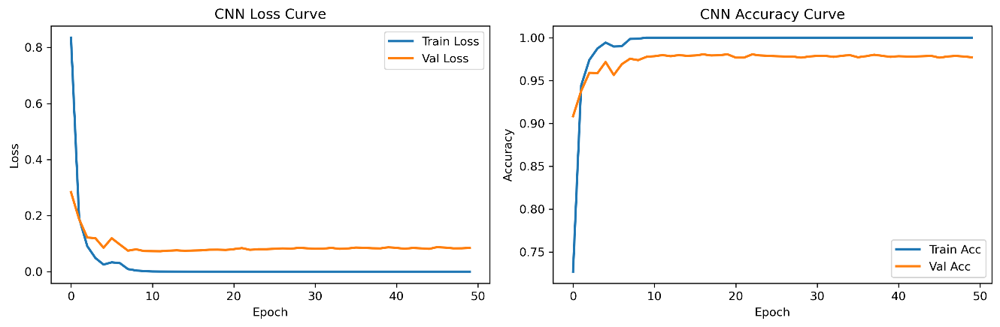 CNN Loss Curve
Loss
0.8
0.6
0.4
0.2
0.0
Train Loss
Val Loss
0 10 20 30 40 50
Epoch
CNN Accuracy Curve
Accuracy
1.00
0.95
0.90
0.85
0.80
0.75
Train Acc
Val Acc
0 10 20 30 40 50
Epoch